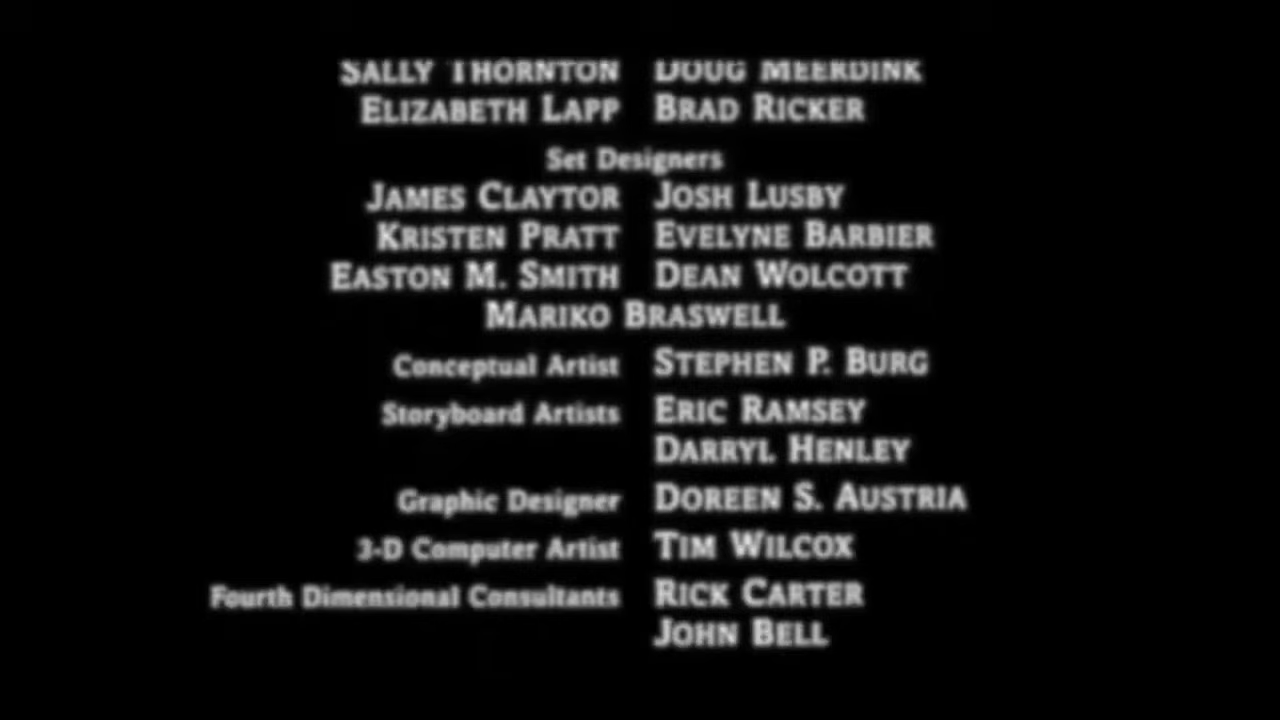 SALLY THORNTON DOUG MEERDINK
ELIZABETH LAPP BRAD RICKER
Set Designers
JAMES CLAYTOR JOSH LUSBY
KRISTEN PRATT EVELYNE BARBIER
EASTON M. SMITH DEAN WOLCOTT
MARIKO BRASWELL
Conceptual Artist STEPHEN P. BURG
Storyboard Artists ERIC RAMSEY
DARRYL HENLEY
Graphic Designer DOREEN S. AUSTRIA
3-D Computer Artist TIM WILCOX
Fourth Dimensional Consultants RICK CARTER
JOHN BELL